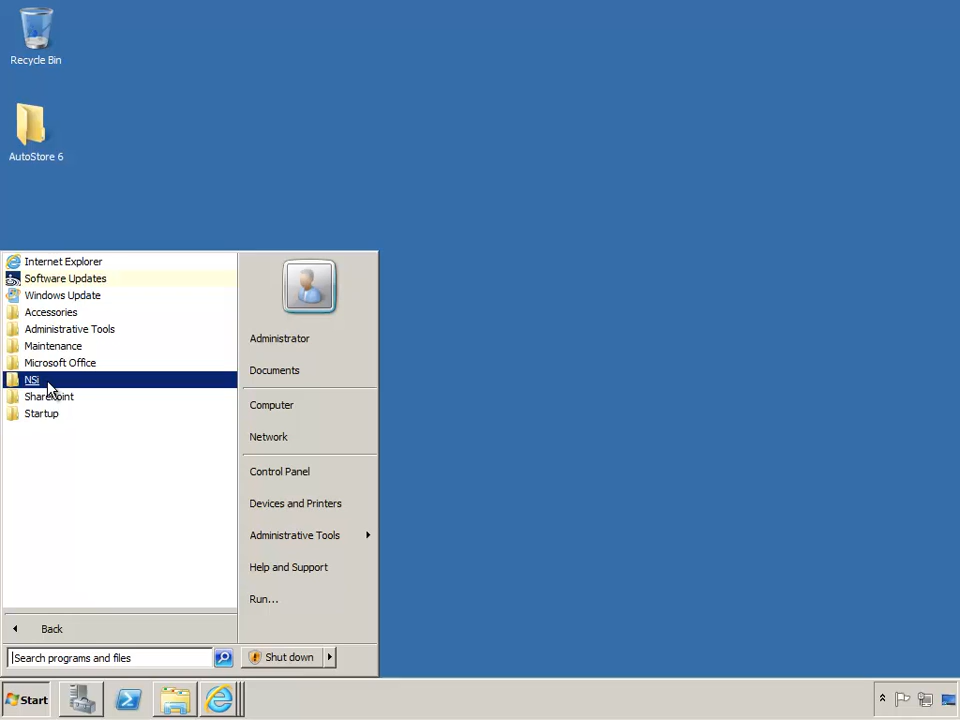 Recycle Bin
AutoStore 6
Internet Explorer
Software Updates
Windows Update
Accessories
Administrative Tools
Maintenance
Microsoft Office
NSi
SharePoint
Startup
Back
Search programs and files
Administrator
Documents
Computer
Network
Control Panel
Devices and Printers
Administrative Tools
Help and Support
Run...
Shut down
Start